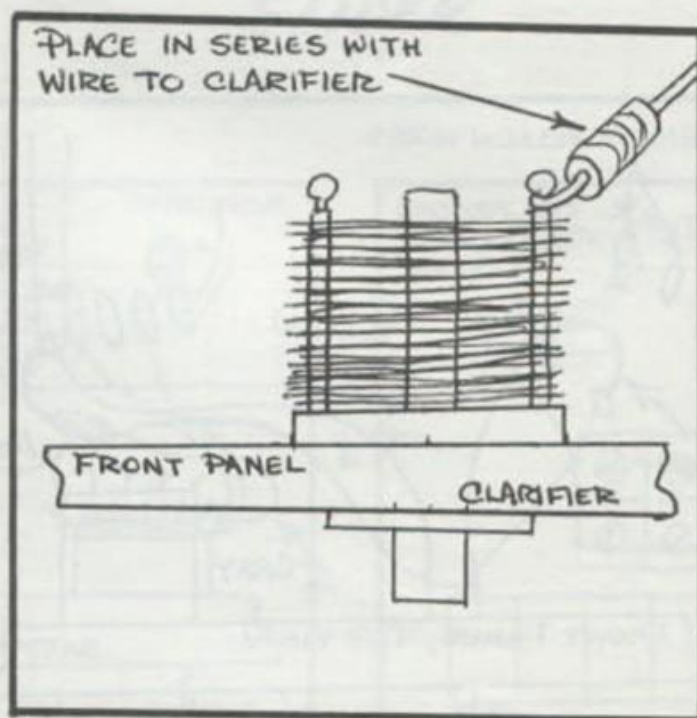 PLACE IN SERIES WITH
WIRE TO CLARIFIER
FRONT PANEL
CLARIFIER